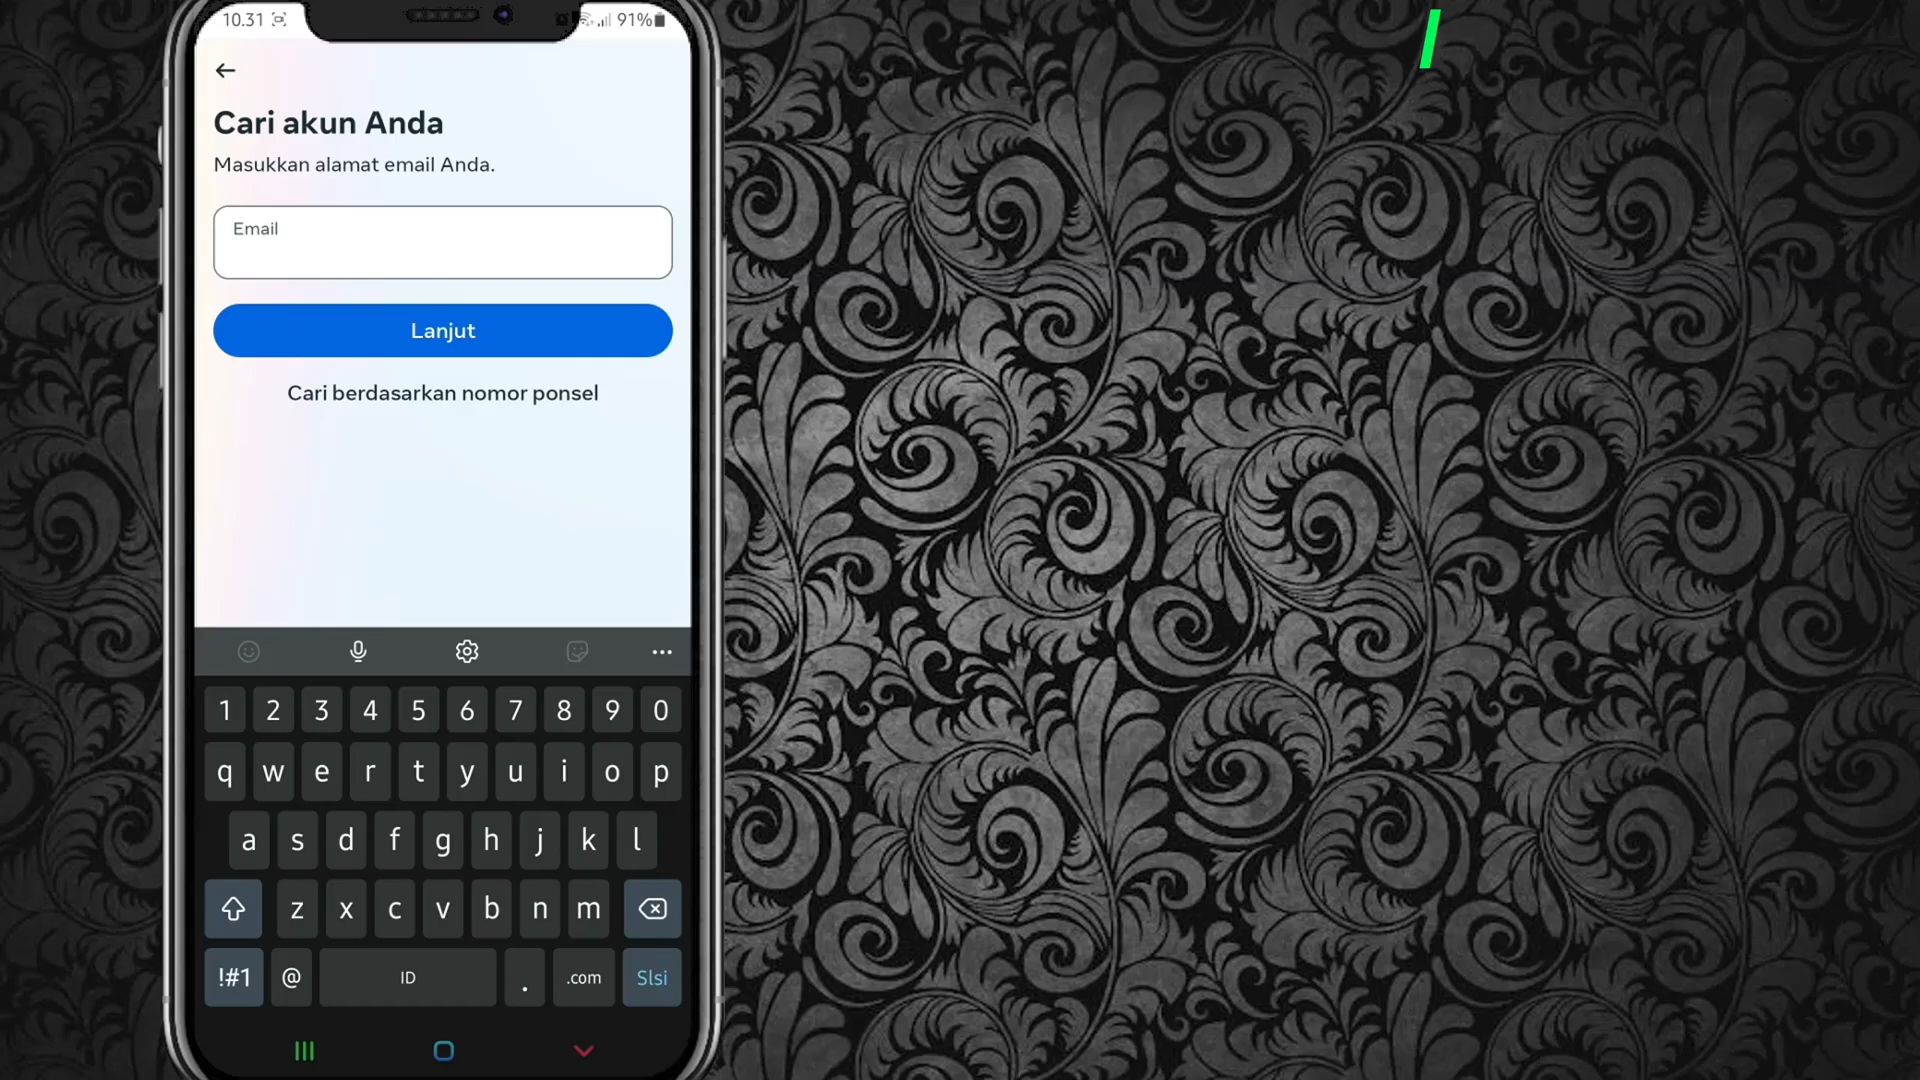 10.31
91%
Cari akun Anda
Masukkan alamat email Anda.
Email
Lanjut
Cari berdasarkan nomor ponsel
1 2 3 4 5 6 7 8 9 0
q w e r t y u i o p
a s d f g h j k l
z x c v b n m
!#1 @ ID . .com Slsi
/